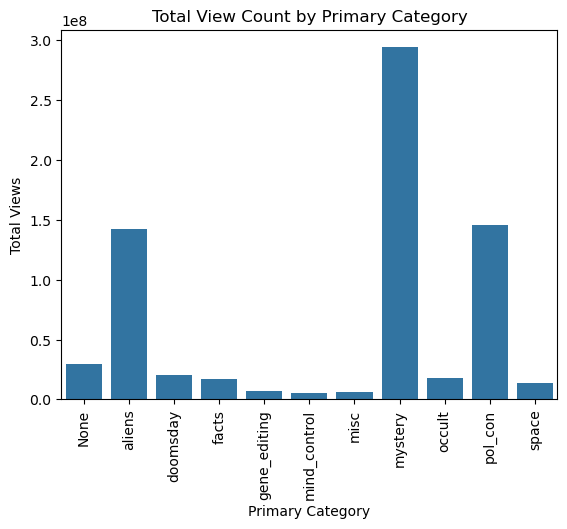 Total View Count by Primary Category
1e8
3.0
2.5
2.0
1.5
1.0
0.5
0.0
Total Views
None
aliens
doomsday
facts
gene_editing
mind_control
misc
mystery
occult
pol_con
space
Primary Category